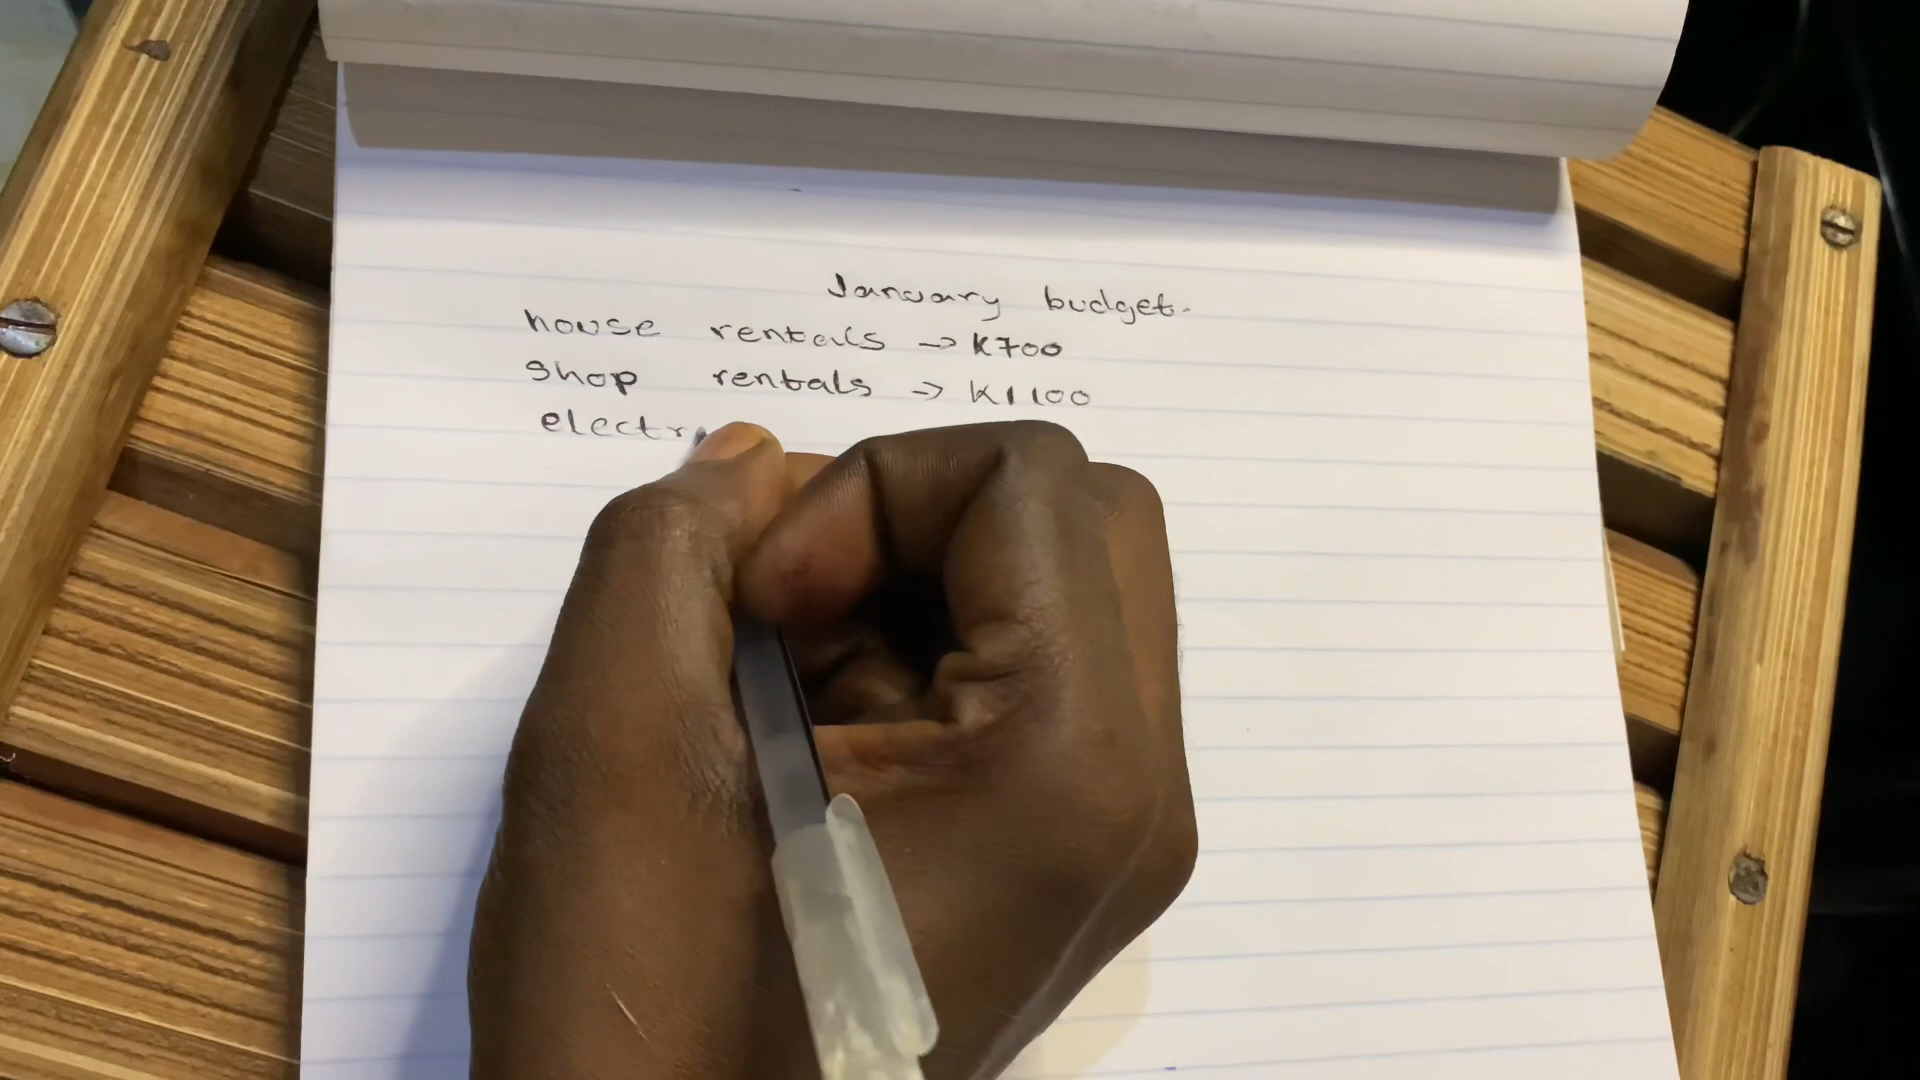 January budget.
house rentals → K700
shop rentals → K1100
electr